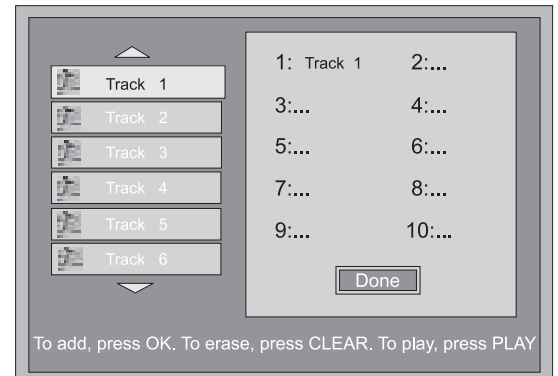 Track 1
Track 2
Track 3
Track 4
Track 5
Track 6
1: Track 1 2:...
3:... 4:...
5:... 6:...
7:... 8:...
9:... 10:...
Done
To add, press OK. To erase, press CLEAR. To play, press PLAY